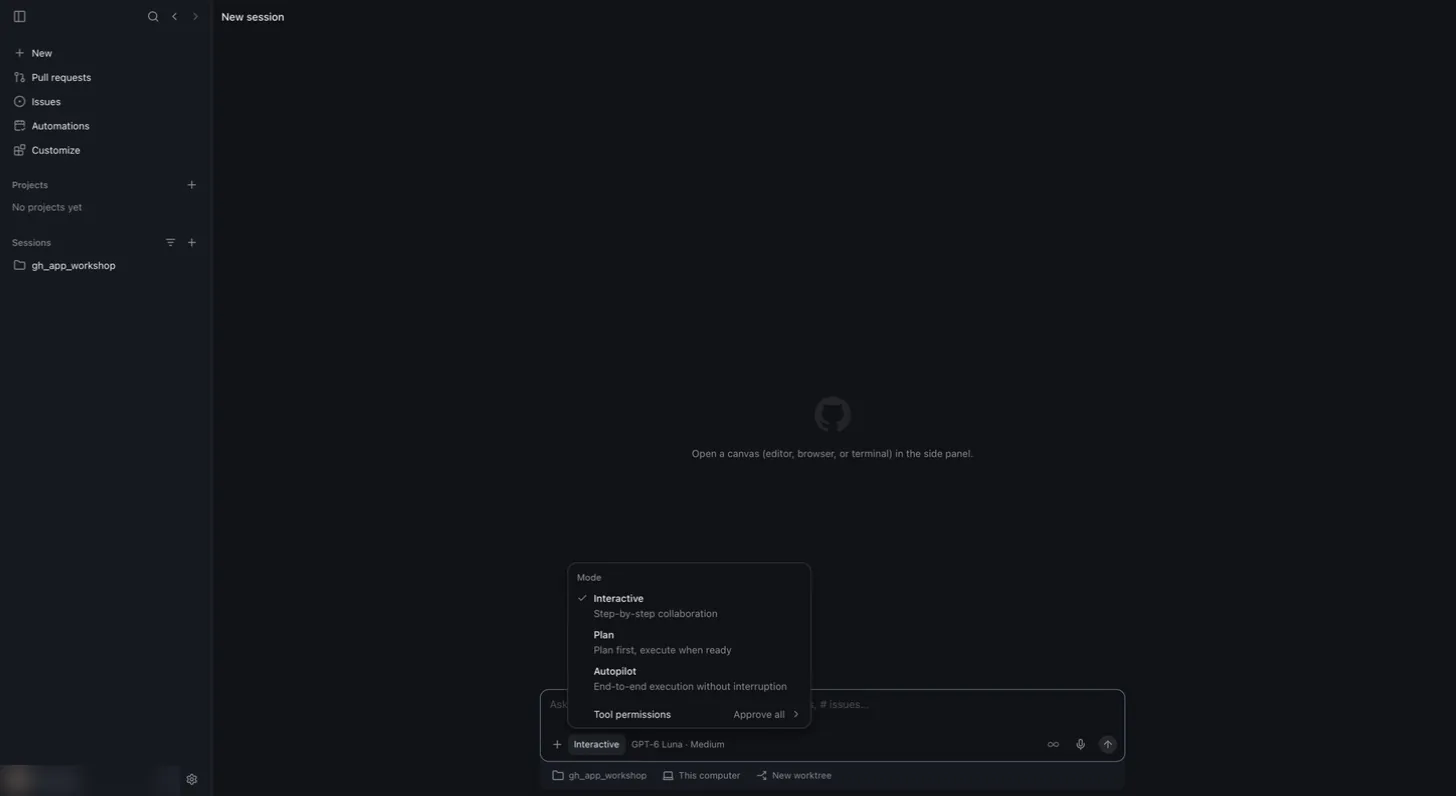 New session
New
Pull requests
Issues
Automations
Customize
Projects
No projects yet
Sessions
gh_app_workshop
Open a canvas (editor, browser, or terminal) in the side panel.
Mode
Interactive
Step-by-step collaboration
Plan
Plan first, execute when ready
Autopilot
End-to-end execution without interruption
Tool permissions Approve all
Ask # issues...
Interactive GPT-6 Luna · Medium
gh_app_workshop This computer New worktree